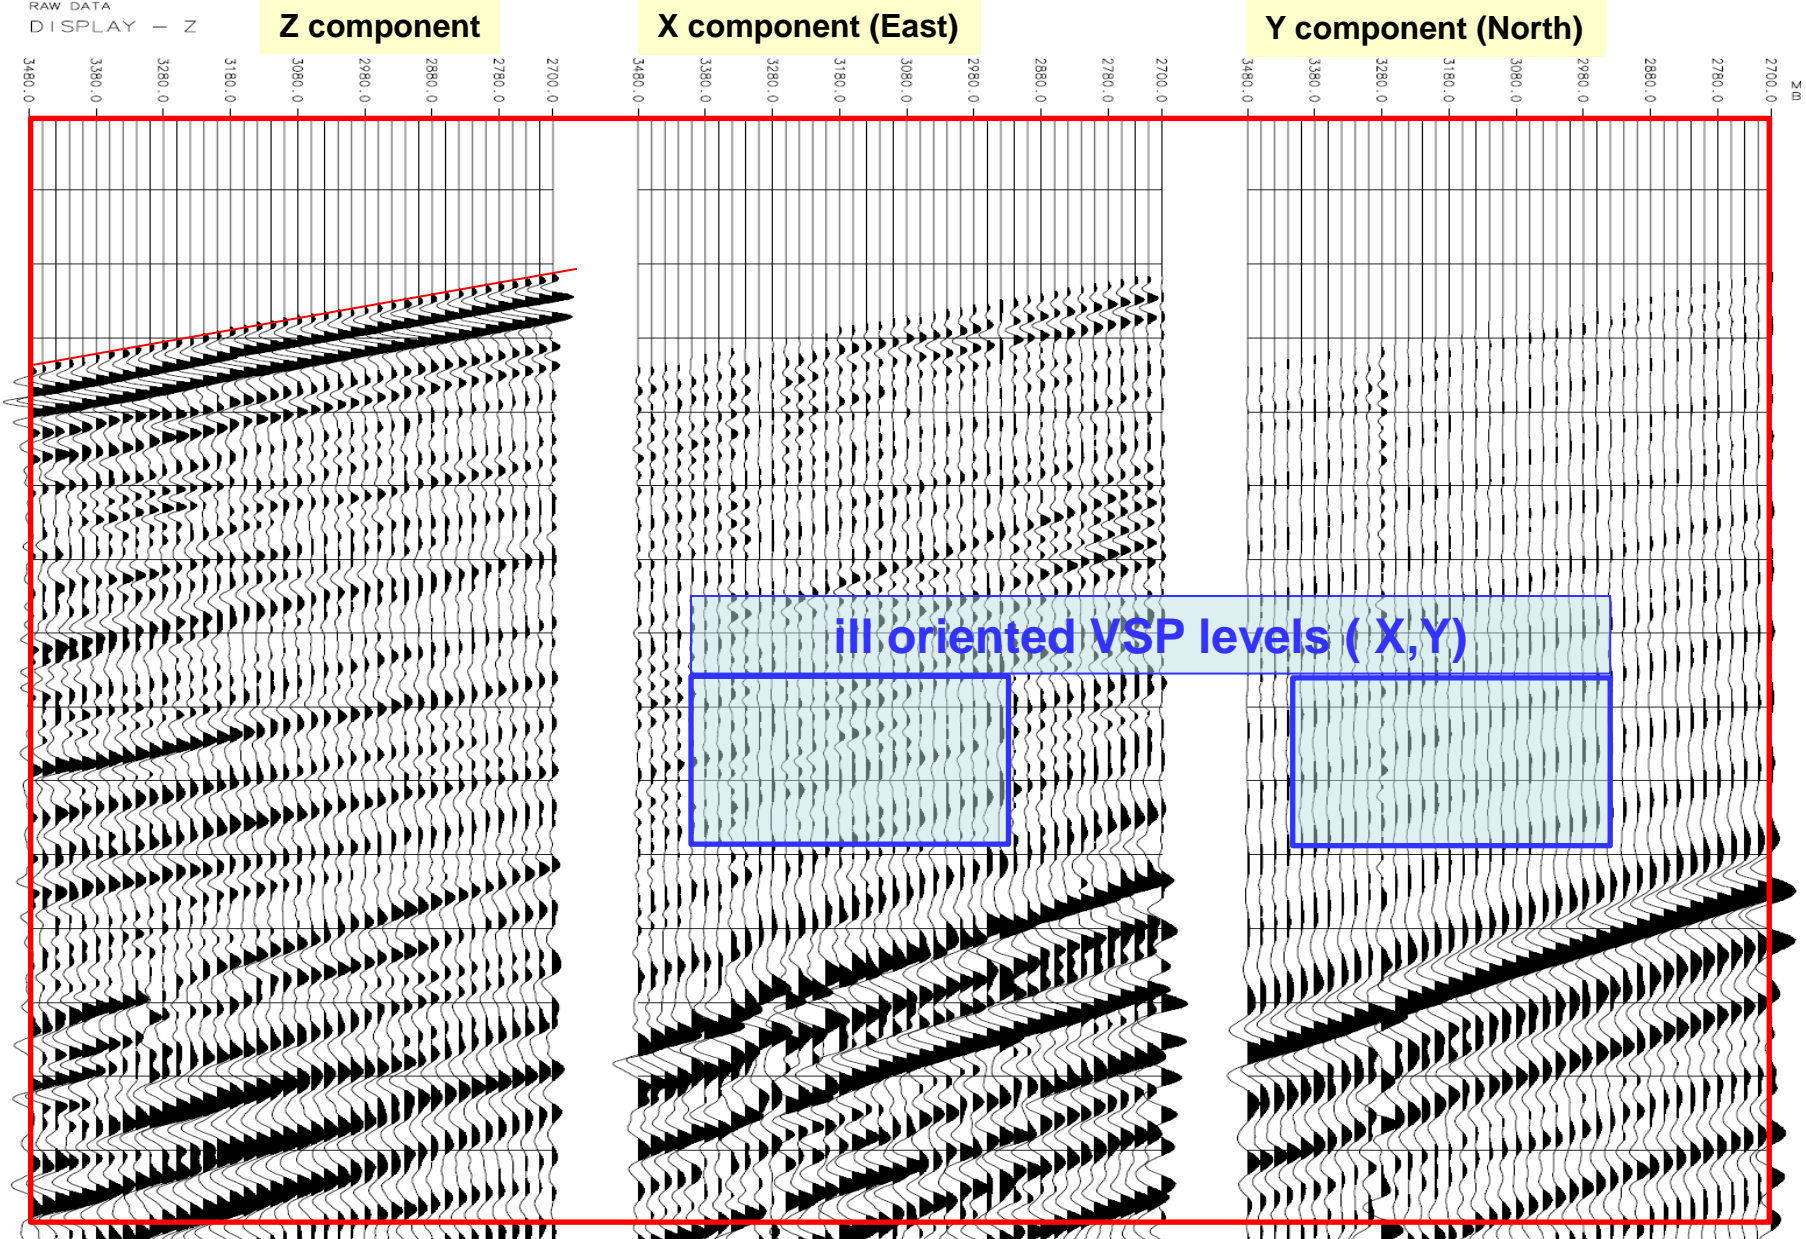 RAW DATA
DISPLAY - Z
Z component
X component (East)
Y component (North)
3480.0 3380.0 3280.0 3180.0 3080.0 2980.0 2880.0 2780.0 2700.0
3480.0 3380.0 3280.0 3180.0 3080.0 2980.0 2880.0 2780.0 2700.0
3480.0 3380.0 3280.0 3180.0 3080.0 2980.0 2880.0 2780.0 2700.0
ill oriented VSP levels ( X,Y)